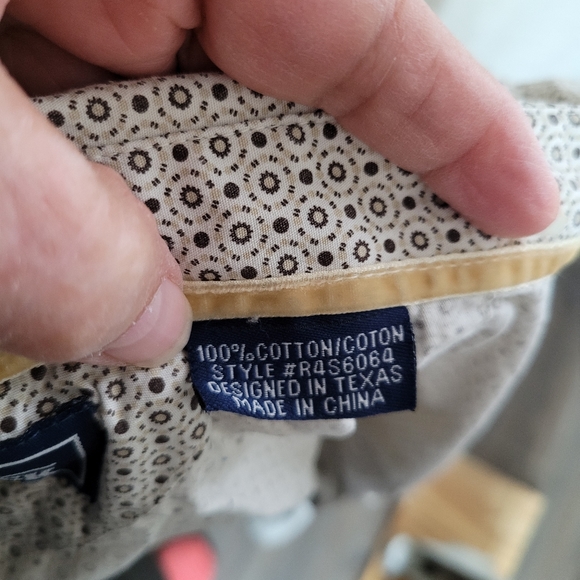 100% COTTON/COTON
STYLE #R4S6064
DESIGNED IN TEXAS
MADE IN CHINA